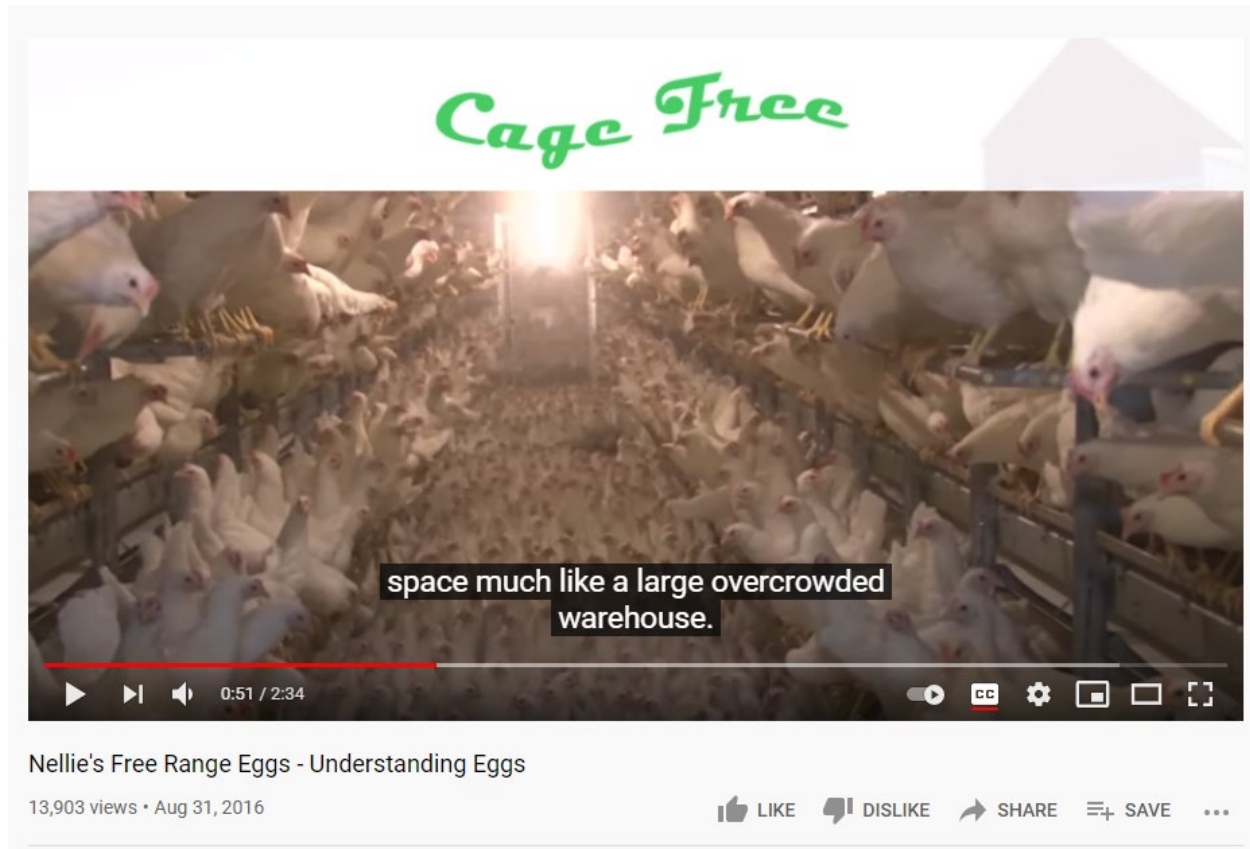 Cage Free
space much like a large overcrowded
warehouse.
0:51 / 2:34
CC
Nellie's Free Range Eggs - Understanding Eggs
13,903 views • Aug 31, 2016
LIKE DISLIKE SHARE SAVE